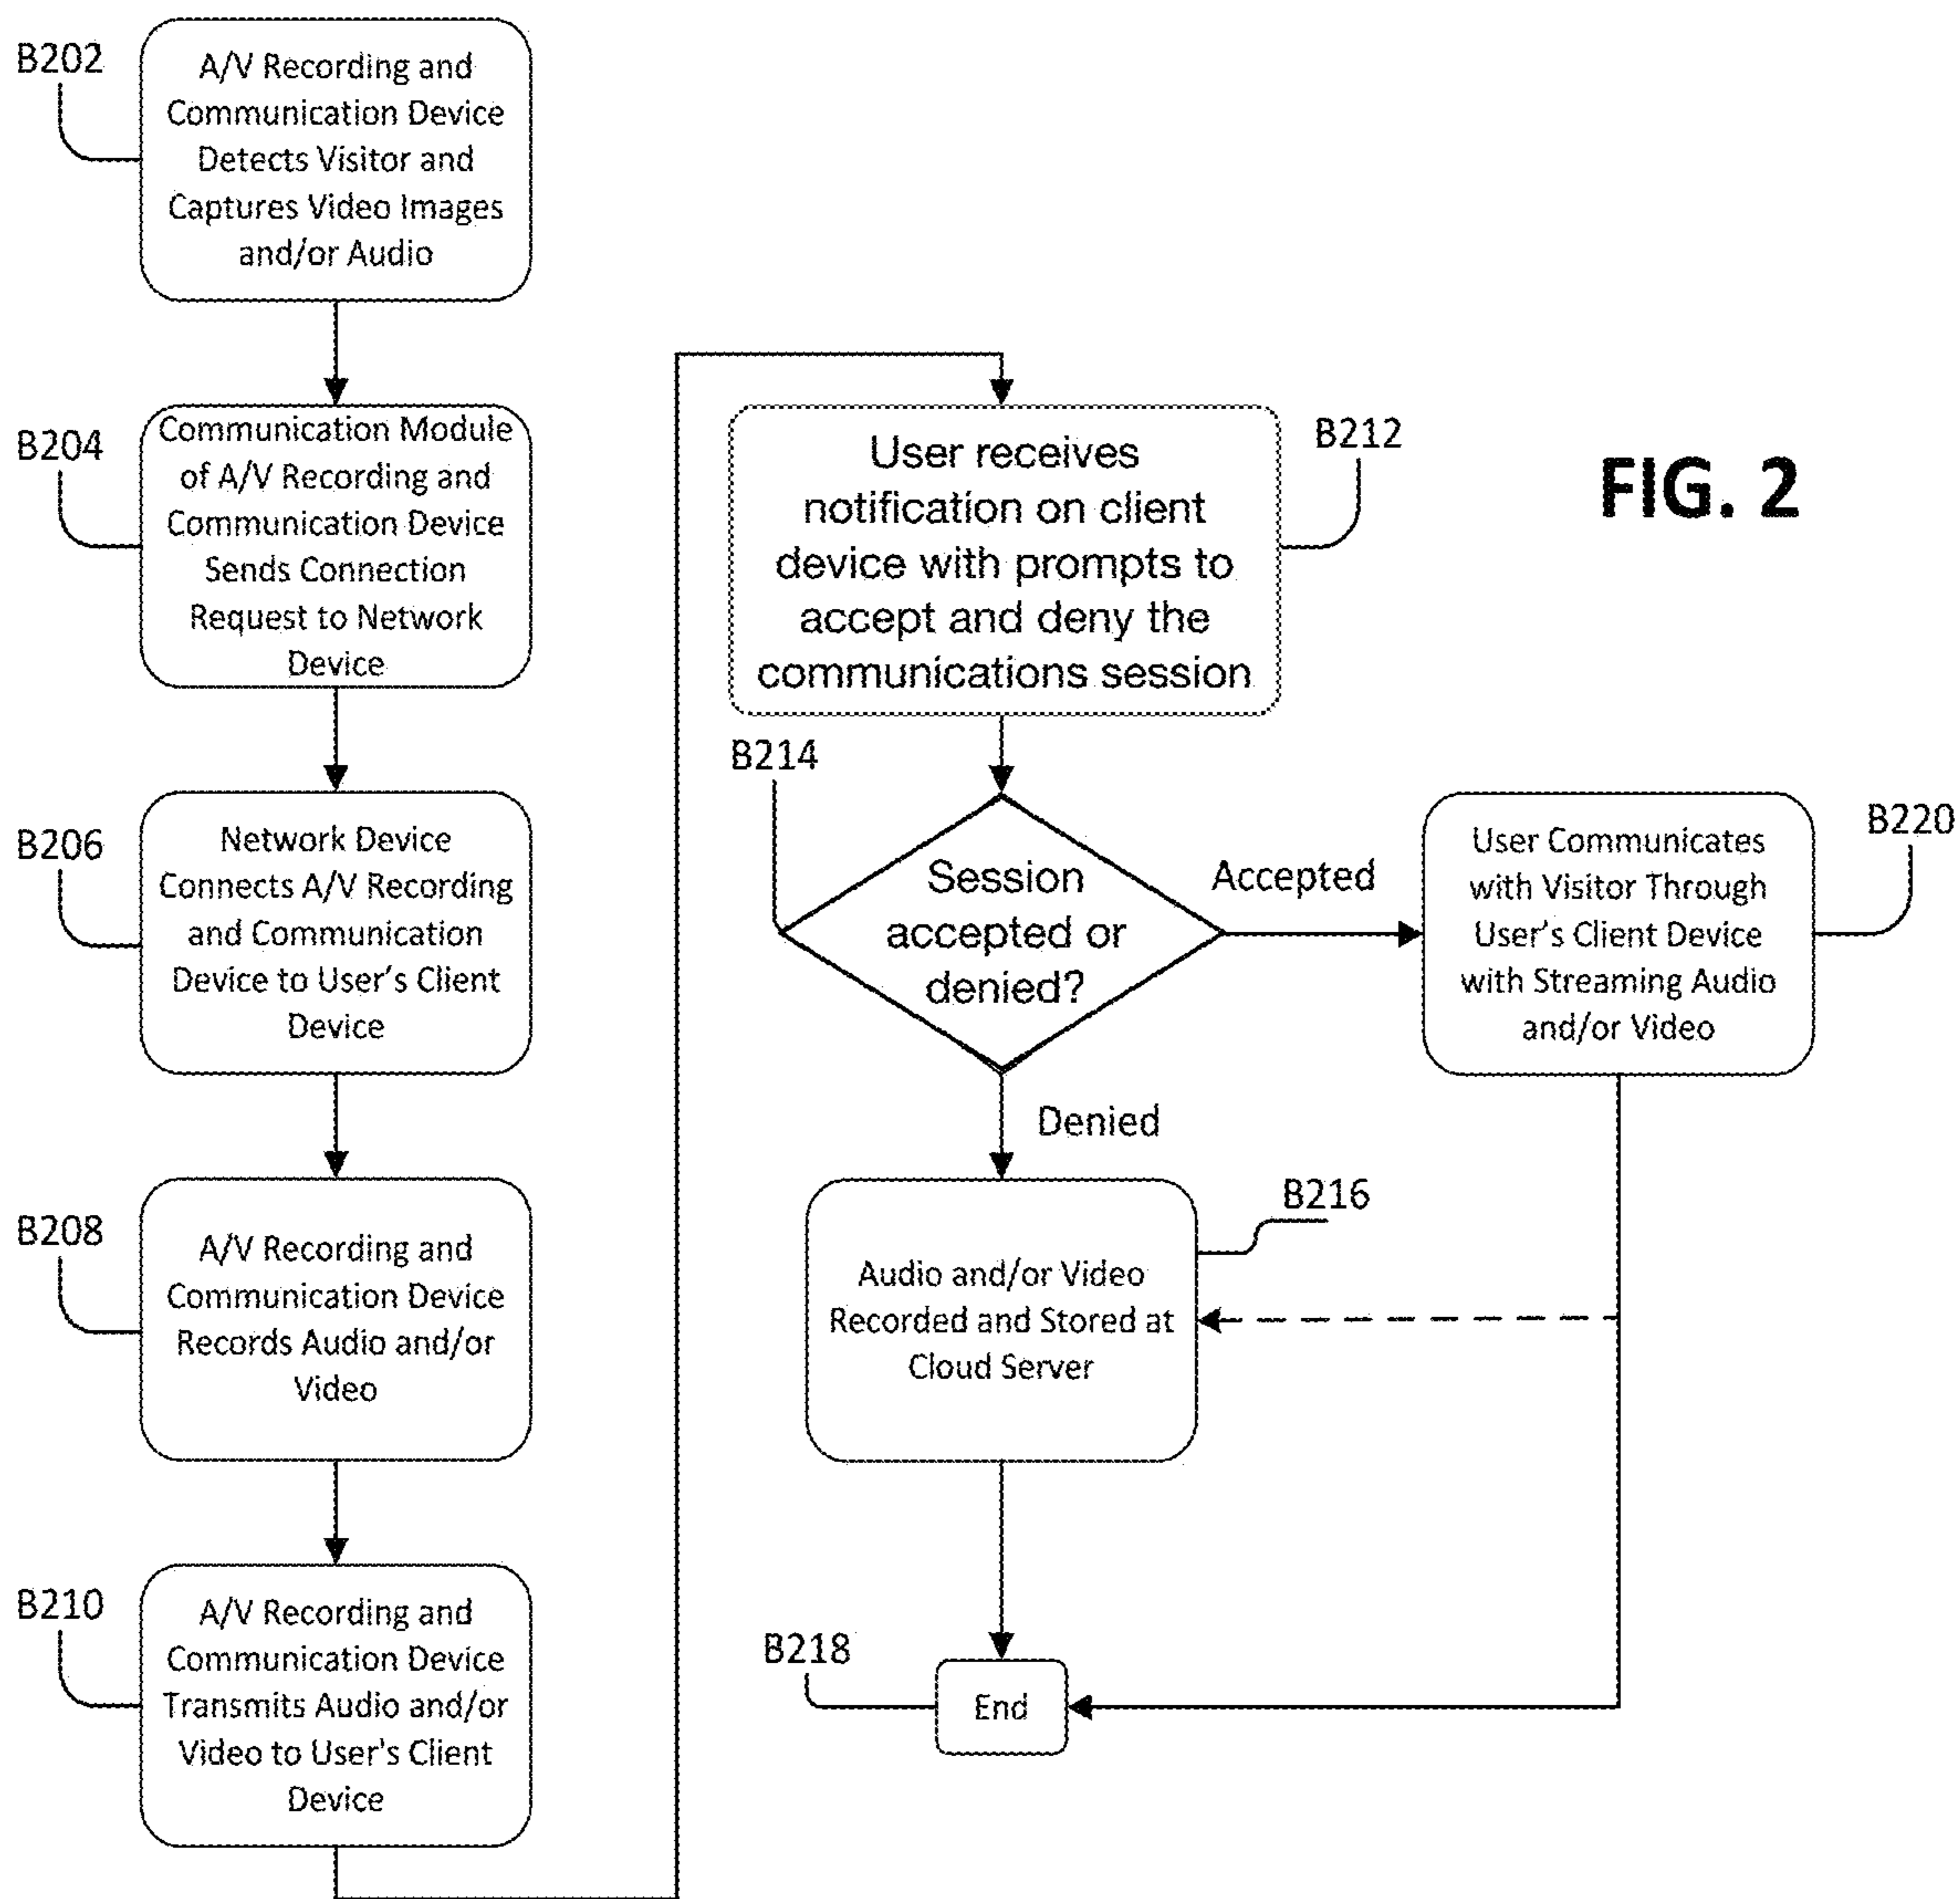 B202
A/V Recording and
Communication Device
Detects Visitor and
Captures Video Images
and/or Audio
B204
Communication Module
of A/V Recording and
Communication Device
Sends Connection
Request to Network
Device
B206
Network Device
Connects A/V Recording
and Communication
Device to User's Client
Device
B208
A/V Recording and
Communication Device
Records Audio and/or
Video
B210
A/V Recording and
Communication Device
Transmits Audio and/or
Video to User's Client
Device
User receives
notification on client
device with prompts to
accept and deny the
communications session
B212
FIG. 2
B214
Session
accepted or
denied?
Accepted
User Communicates
with Visitor Through
User's Client Device
with Streaming Audio
and/or Video
B220
Denied
B216
Audio and/or Video
Recorded and Stored at
Cloud Server
B218
End